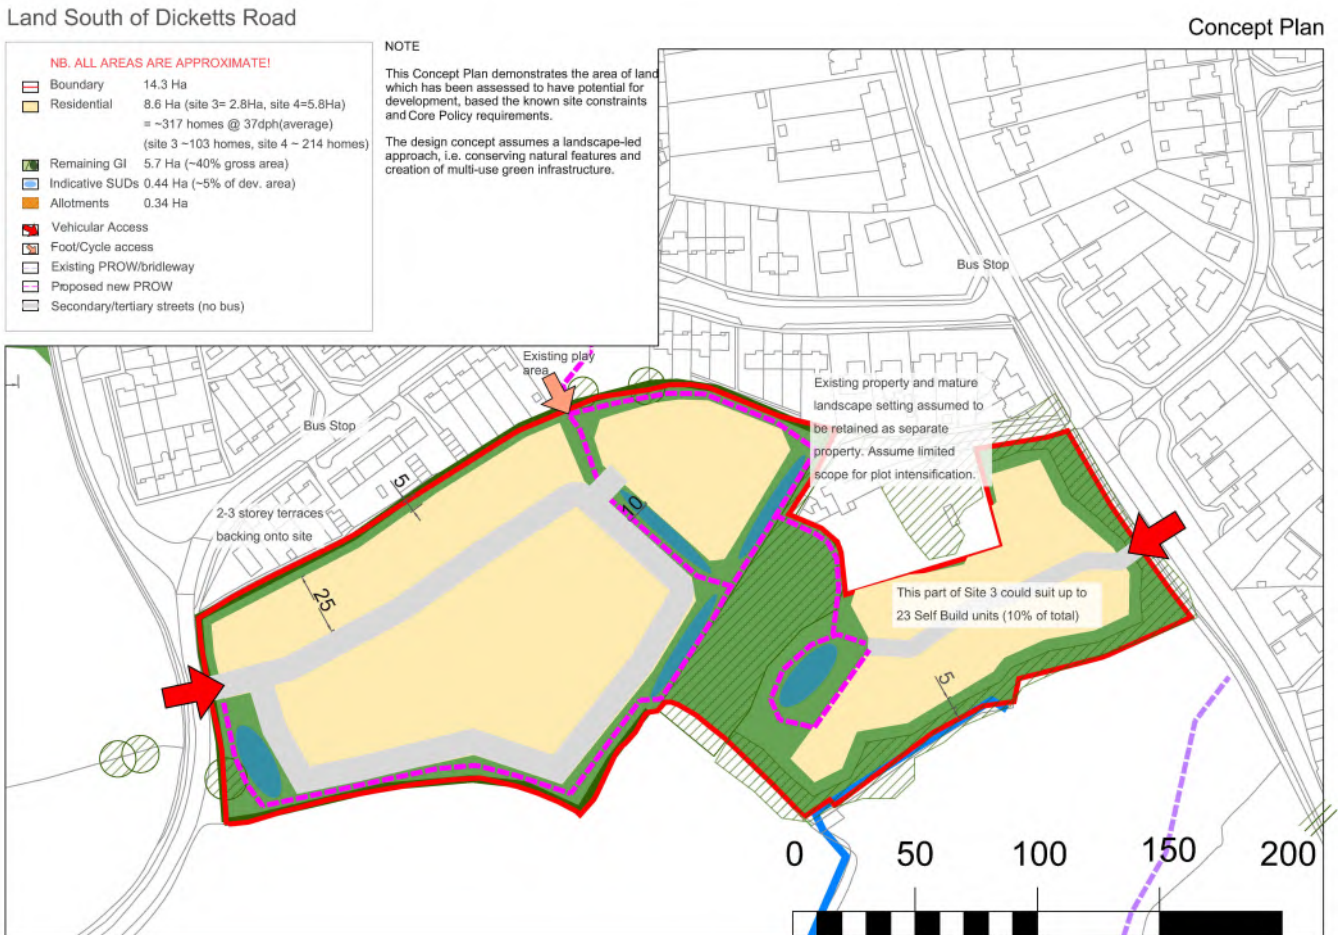 Land South of Dicketts Road
Concept Plan
NB. ALL AREAS ARE APPROXIMATE!
Boundary 14.3 Ha
Residential 8.6 Ha (site 3= 2.8Ha, site 4=5.8Ha)
= ~317 homes @ 37dph(average)
(site 3 ~103 homes, site 4 ~ 214 homes)
Remaining GI 5.7 Ha (~40% gross area)
Indicative SUDs 0.44 Ha (~5% of dev. area)
Allotments 0.34 Ha
Vehicular Access
Foot/Cycle access
Existing PROW/bridleway
Proposed new PROW
Secondary/tertiary streets (no bus)
NOTE
This Concept Plan demonstrates the area of land
which has been assessed to have potential for
development, based the known site constraints
and Core Policy requirements.
The design concept assumes a landscape-led
approach, i.e. conserving natural features and
creation of multi-use green infrastructure.
Bus Stop
Existing play
area
Existing property and mature
landscape setting assumed to
be retained as separate
property. Assume limited
scope for plot intensification.
Bus Stop
5
10
2-3 storey terraces
backing onto site
25
This part of Site 3 could suit up to
23 Self Build units (10% of total)
5
0 50 100 150 200